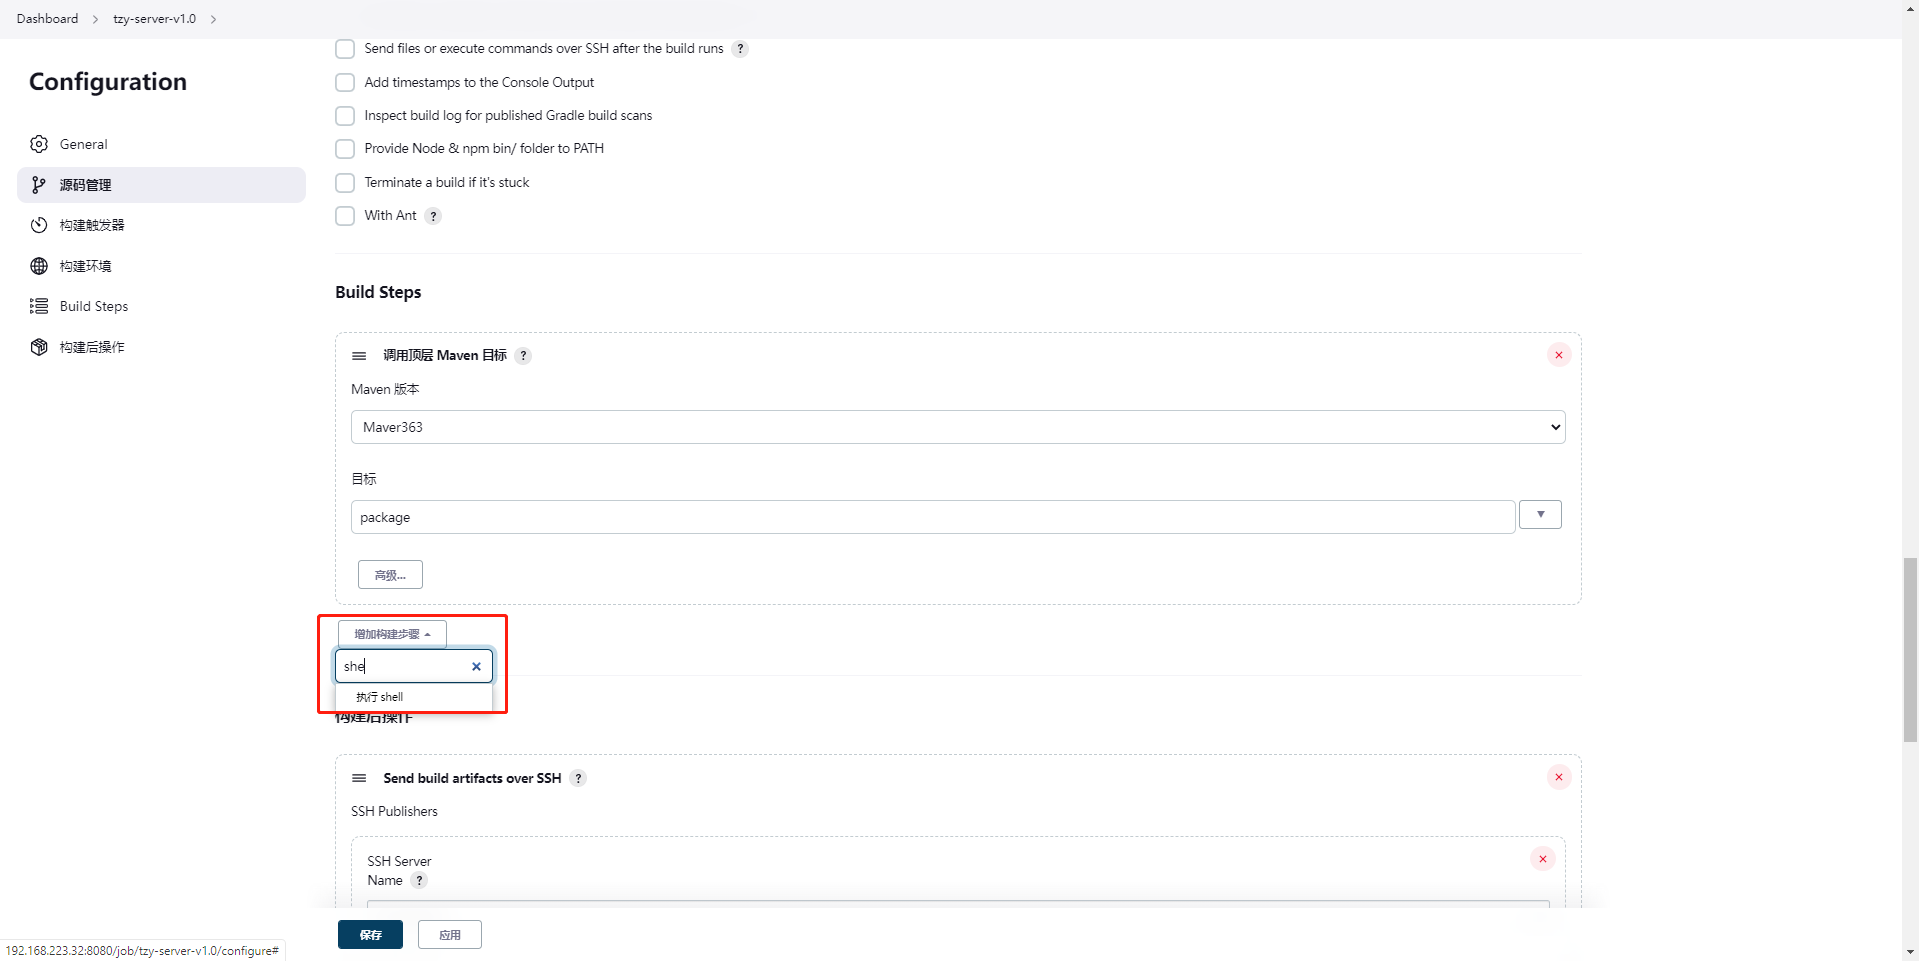 Dashboard
tzy-server-v1.0
Configuration
General
源码管理
构建触发器
构建环境
Build Steps
构建后操作
Send files or execute commands over SSH after the build runs ?
Add timestamps to the Console Output
Inspect build log for published Gradle build scans
Provide Node & npm bin/ folder to PATH
Terminate a build if it's stuck
With Ant ?
Build Steps
调用顶层 Maven 目标 ?
Maven 版本
Maver363
目标
package
高级...
增加构建步骤
she
执行 shell
构建后操作
Send build artifacts over SSH ?
SSH Publishers
SSH Server
Name ?
保存
应用
192.168.223.32:8080/job/tzy-server-v1.0/configure#